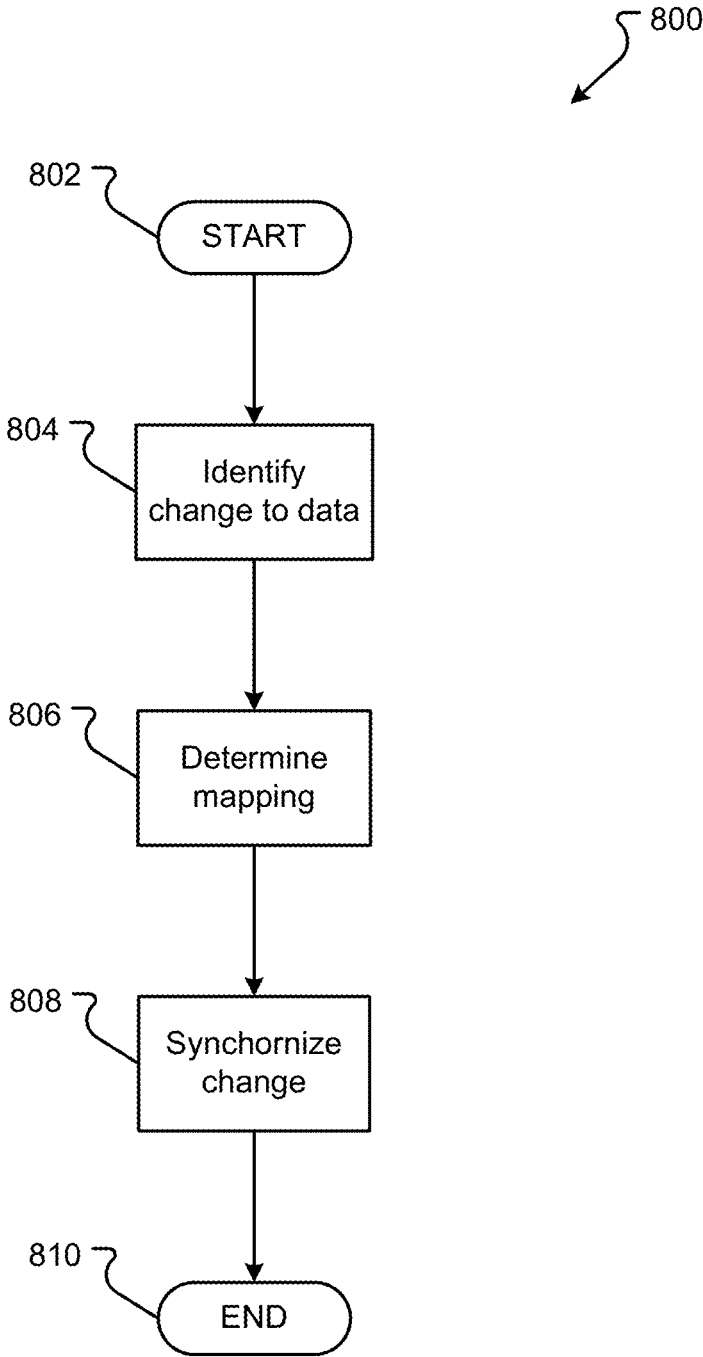 800
802
START
804
Identify
change to data
806
Determine
mapping
808
Synchornize
change
810
END